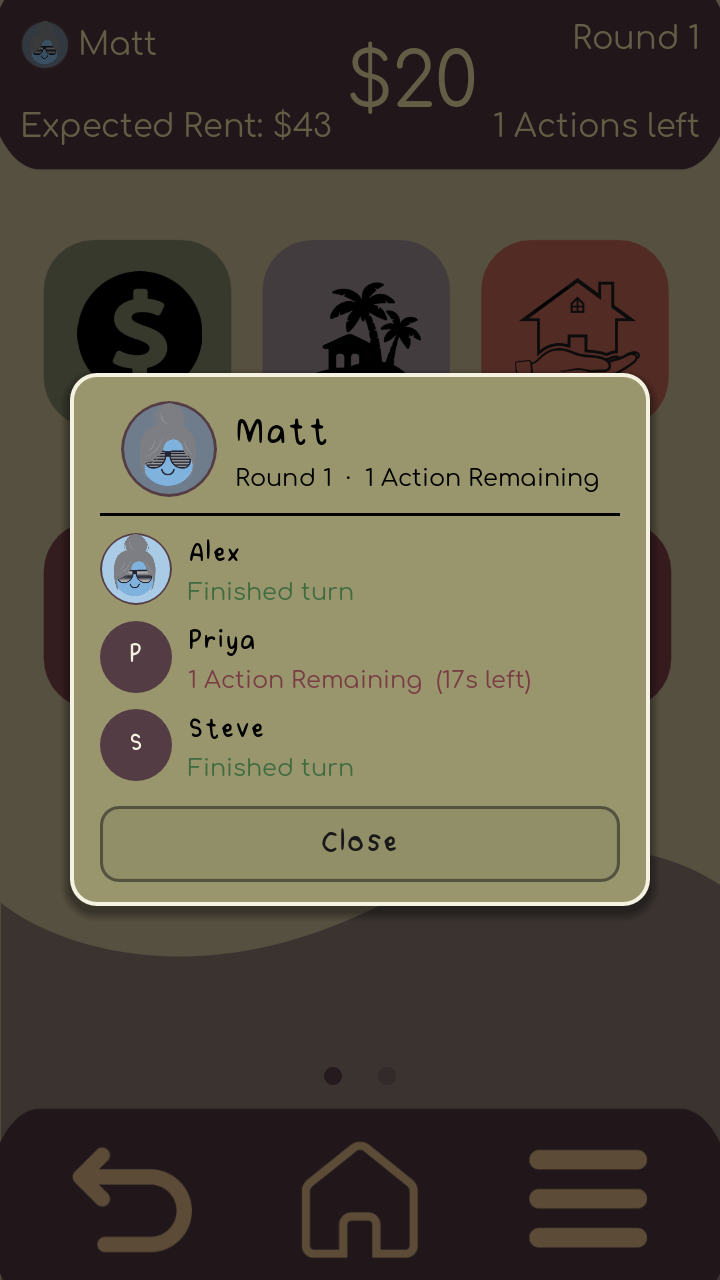 Matt
Round 1
$20
Expected Rent: $43
1 Actions left
$
Matt
Round 1 · 1 Action Remaining
Alex
Finished turn
P
Priya
1 Action Remaining (17s left)
S
Steve
Finished turn
Close